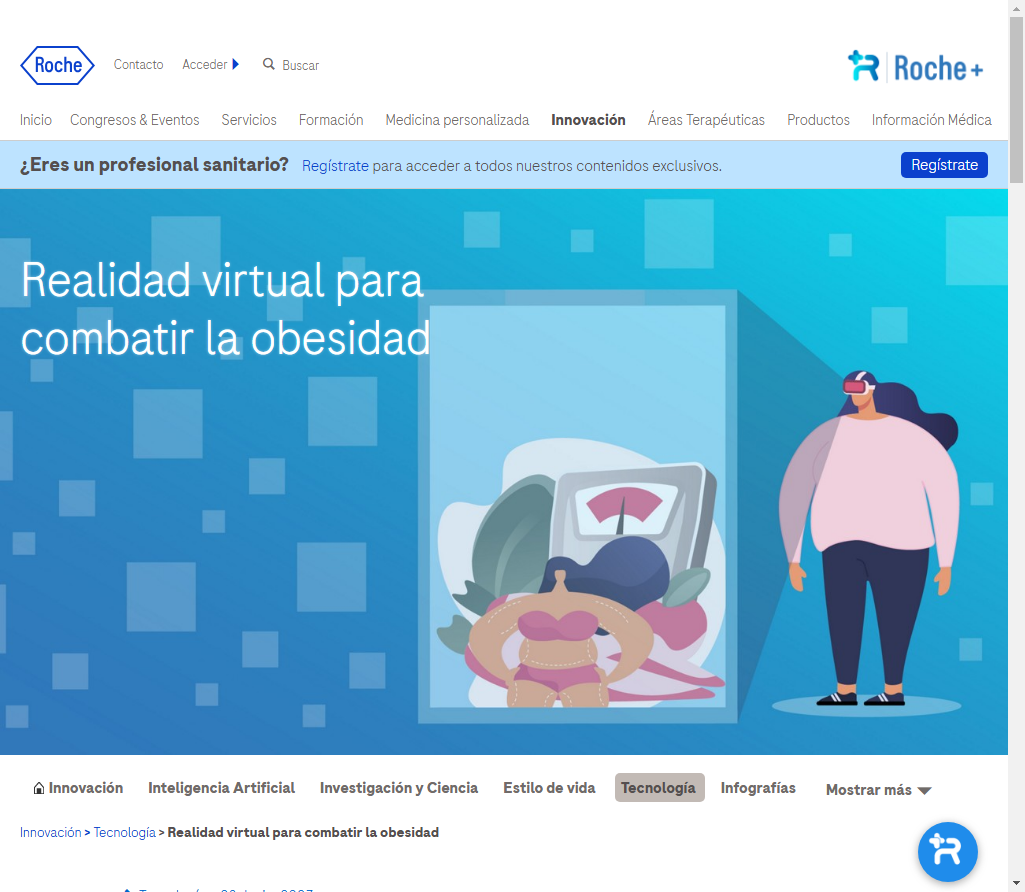 Roche
Contacto
Acceder
Buscar
Roche+
Inicio
Congresos & Eventos
Servicios
Formación
Medicina personalizada
Innovación
Áreas Terapéuticas
Productos
Información Médica
¿Eres un profesional sanitario? Regístrate para acceder a todos nuestros contenidos exclusivos.
Regístrate
Realidad virtual para
combatir la obesidad
Innovación
Inteligencia Artificial
Investigación y Ciencia
Estilo de vida
Tecnología
Infografías
Mostrar más
Innovación > Tecnología > Realidad virtual para combatir la obesidad